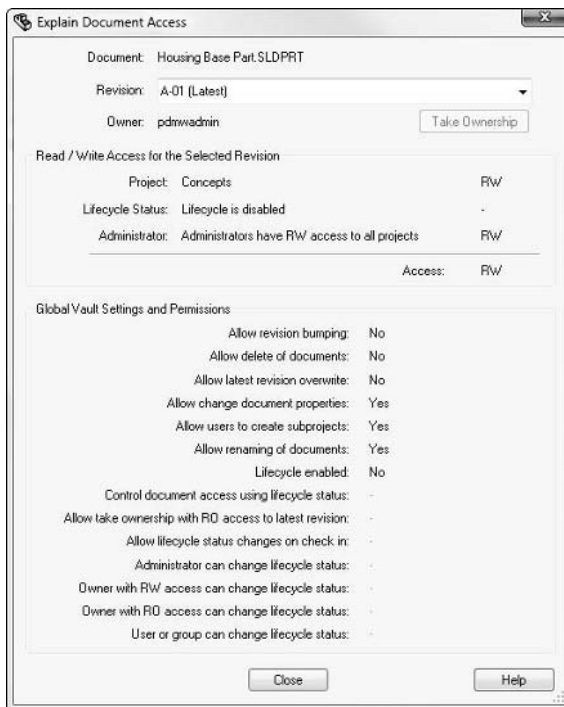 Explain Document Access
Document: Housing Base Part.SLDPRT
Revision: A-01 (Latest)
Owner: pdmwadmin Take Ownership
Read / Write Access for the Selected Revision
Project: Concepts RW
Lifecycle Status: Lifecycle is disabled -
Administrator: Administrators have RW access to all projects RW
Access: RW
Global Vault Settings and Permissions
Allow revision bumping: No
Allow delete of documents: No
Allow latest revision overwrite: No
Allow change document properties: Yes
Allow users to create subprojects: Yes
Allow renaming of documents: Yes
Lifecycle enabled: No
Control document access using lifecycle status: -
Allow take ownership with RO access to latest revision: -
Allow lifecycle status changes on check in: -
Administrator can change lifecycle status: -
Owner with RW access can change lifecycle status: -
Owner with RO access can change lifecycle status: -
User or group can change lifecycle status: -
Close Help